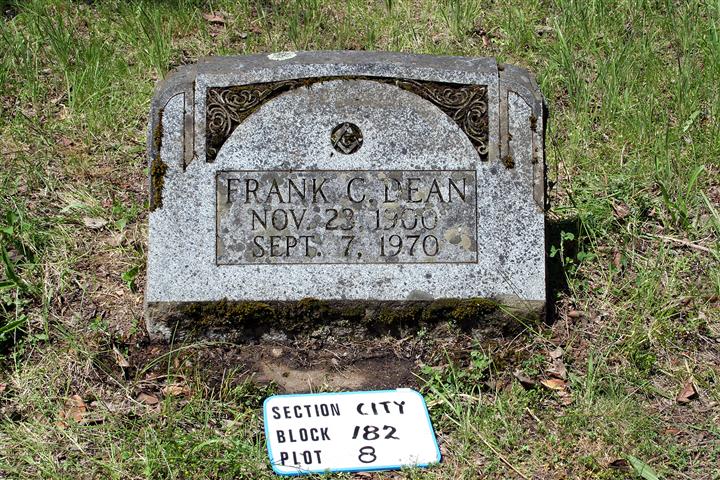 FRANK C. DEAN
NOV. 23, 1900
SEPT. 7, 1970
SECTION CITY
BLOCK 182
PLOT 8